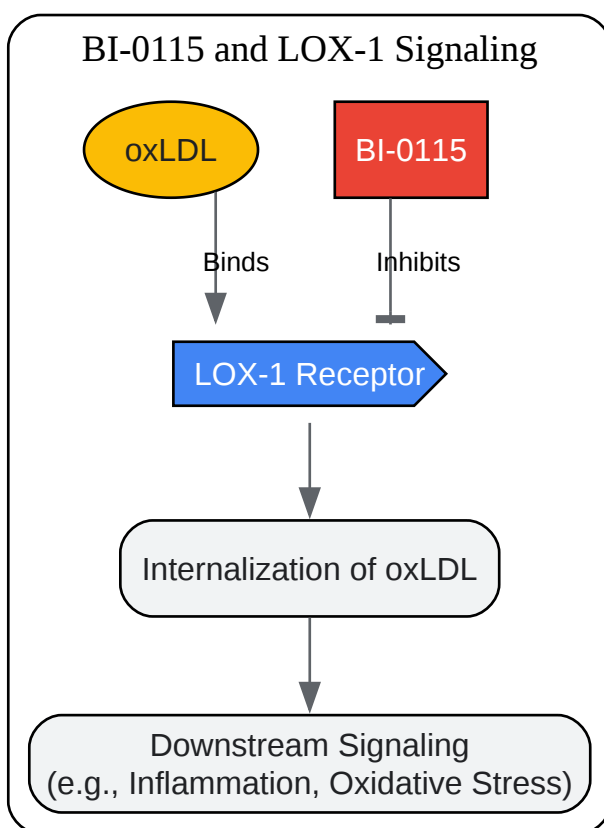 BI-0115 and LOX-1 Signaling
oxLDL
BI-0115
Binds
Inhibits
LOX-1 Receptor
Internalization of oxLDL
Downstream Signaling
(e.g., Inflammation, Oxidative Stress)